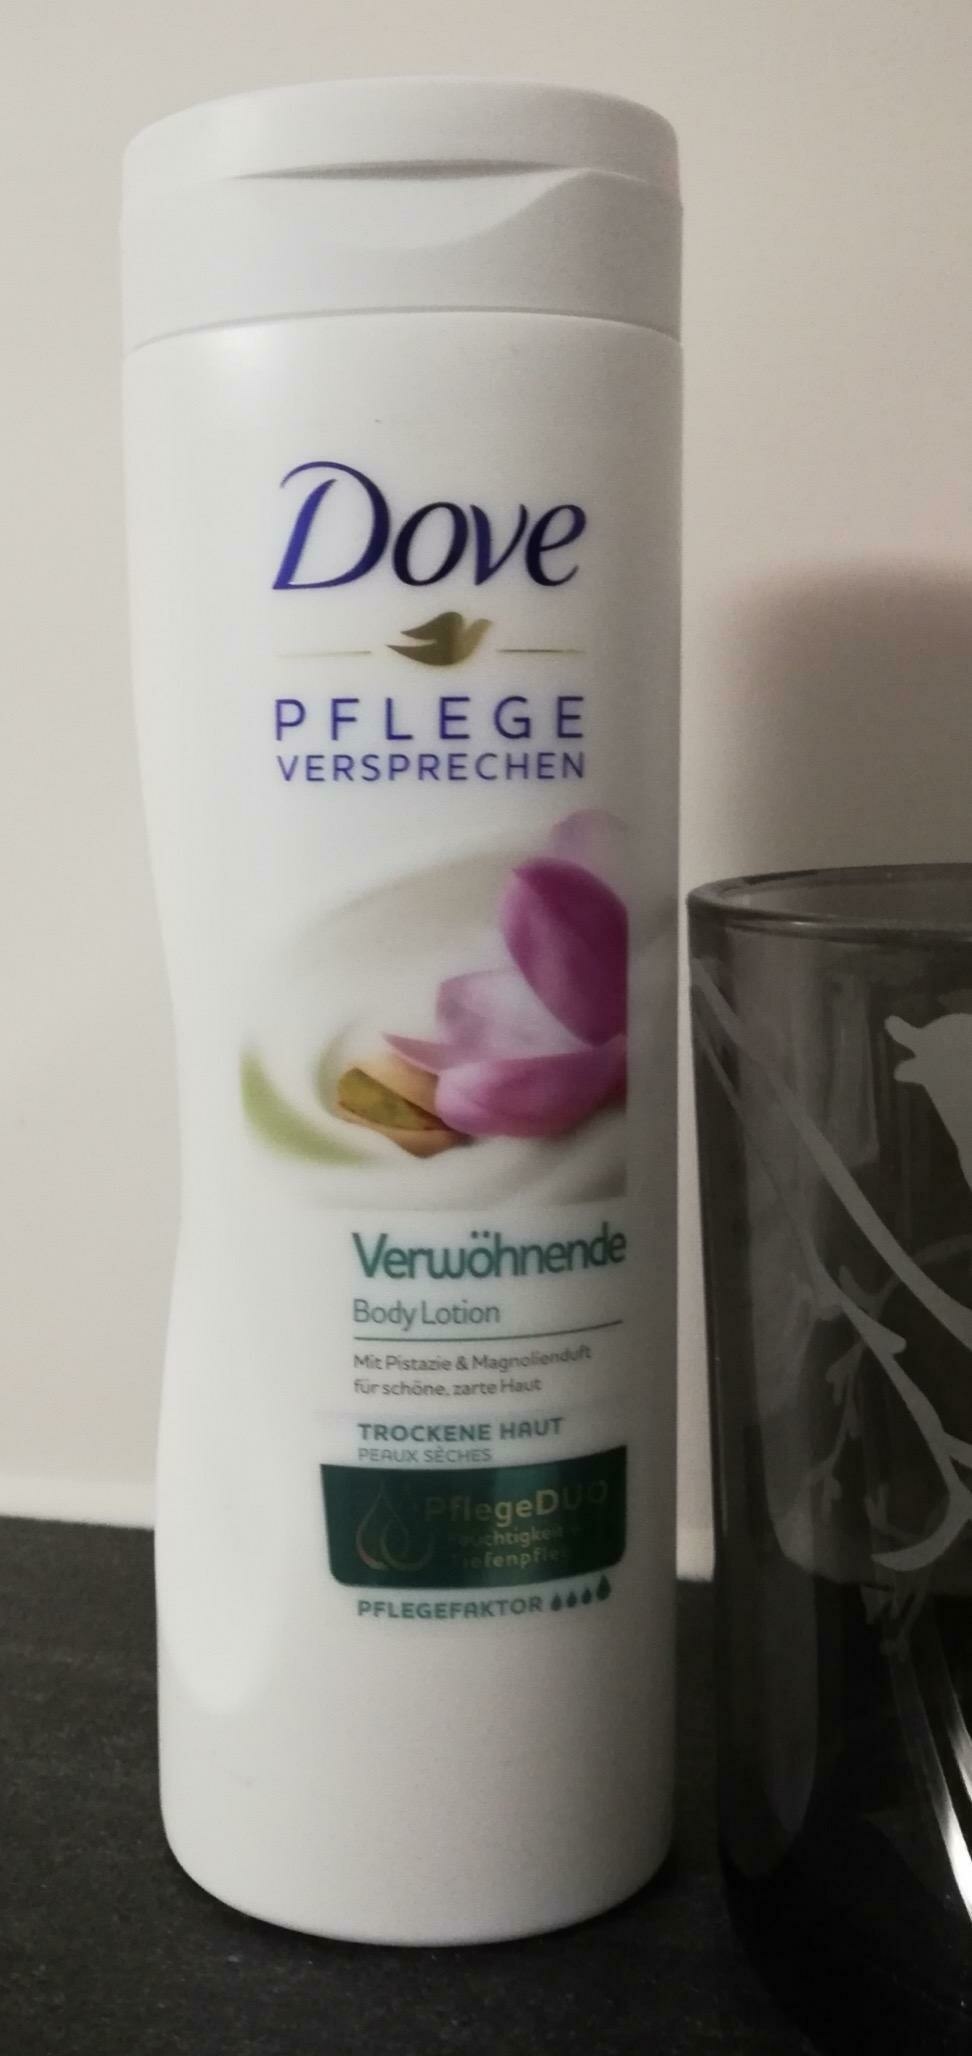 Dove
PFLEGE
VERSPRECHEN
Verwöhnende
Body Lotion
Mit Pistazie & Magnolienduft
für schöne, zarte Haut
TROCKENE HAUT
PEAUX SÈCHES
PflegeDUO
PFLEGEFAKTOR